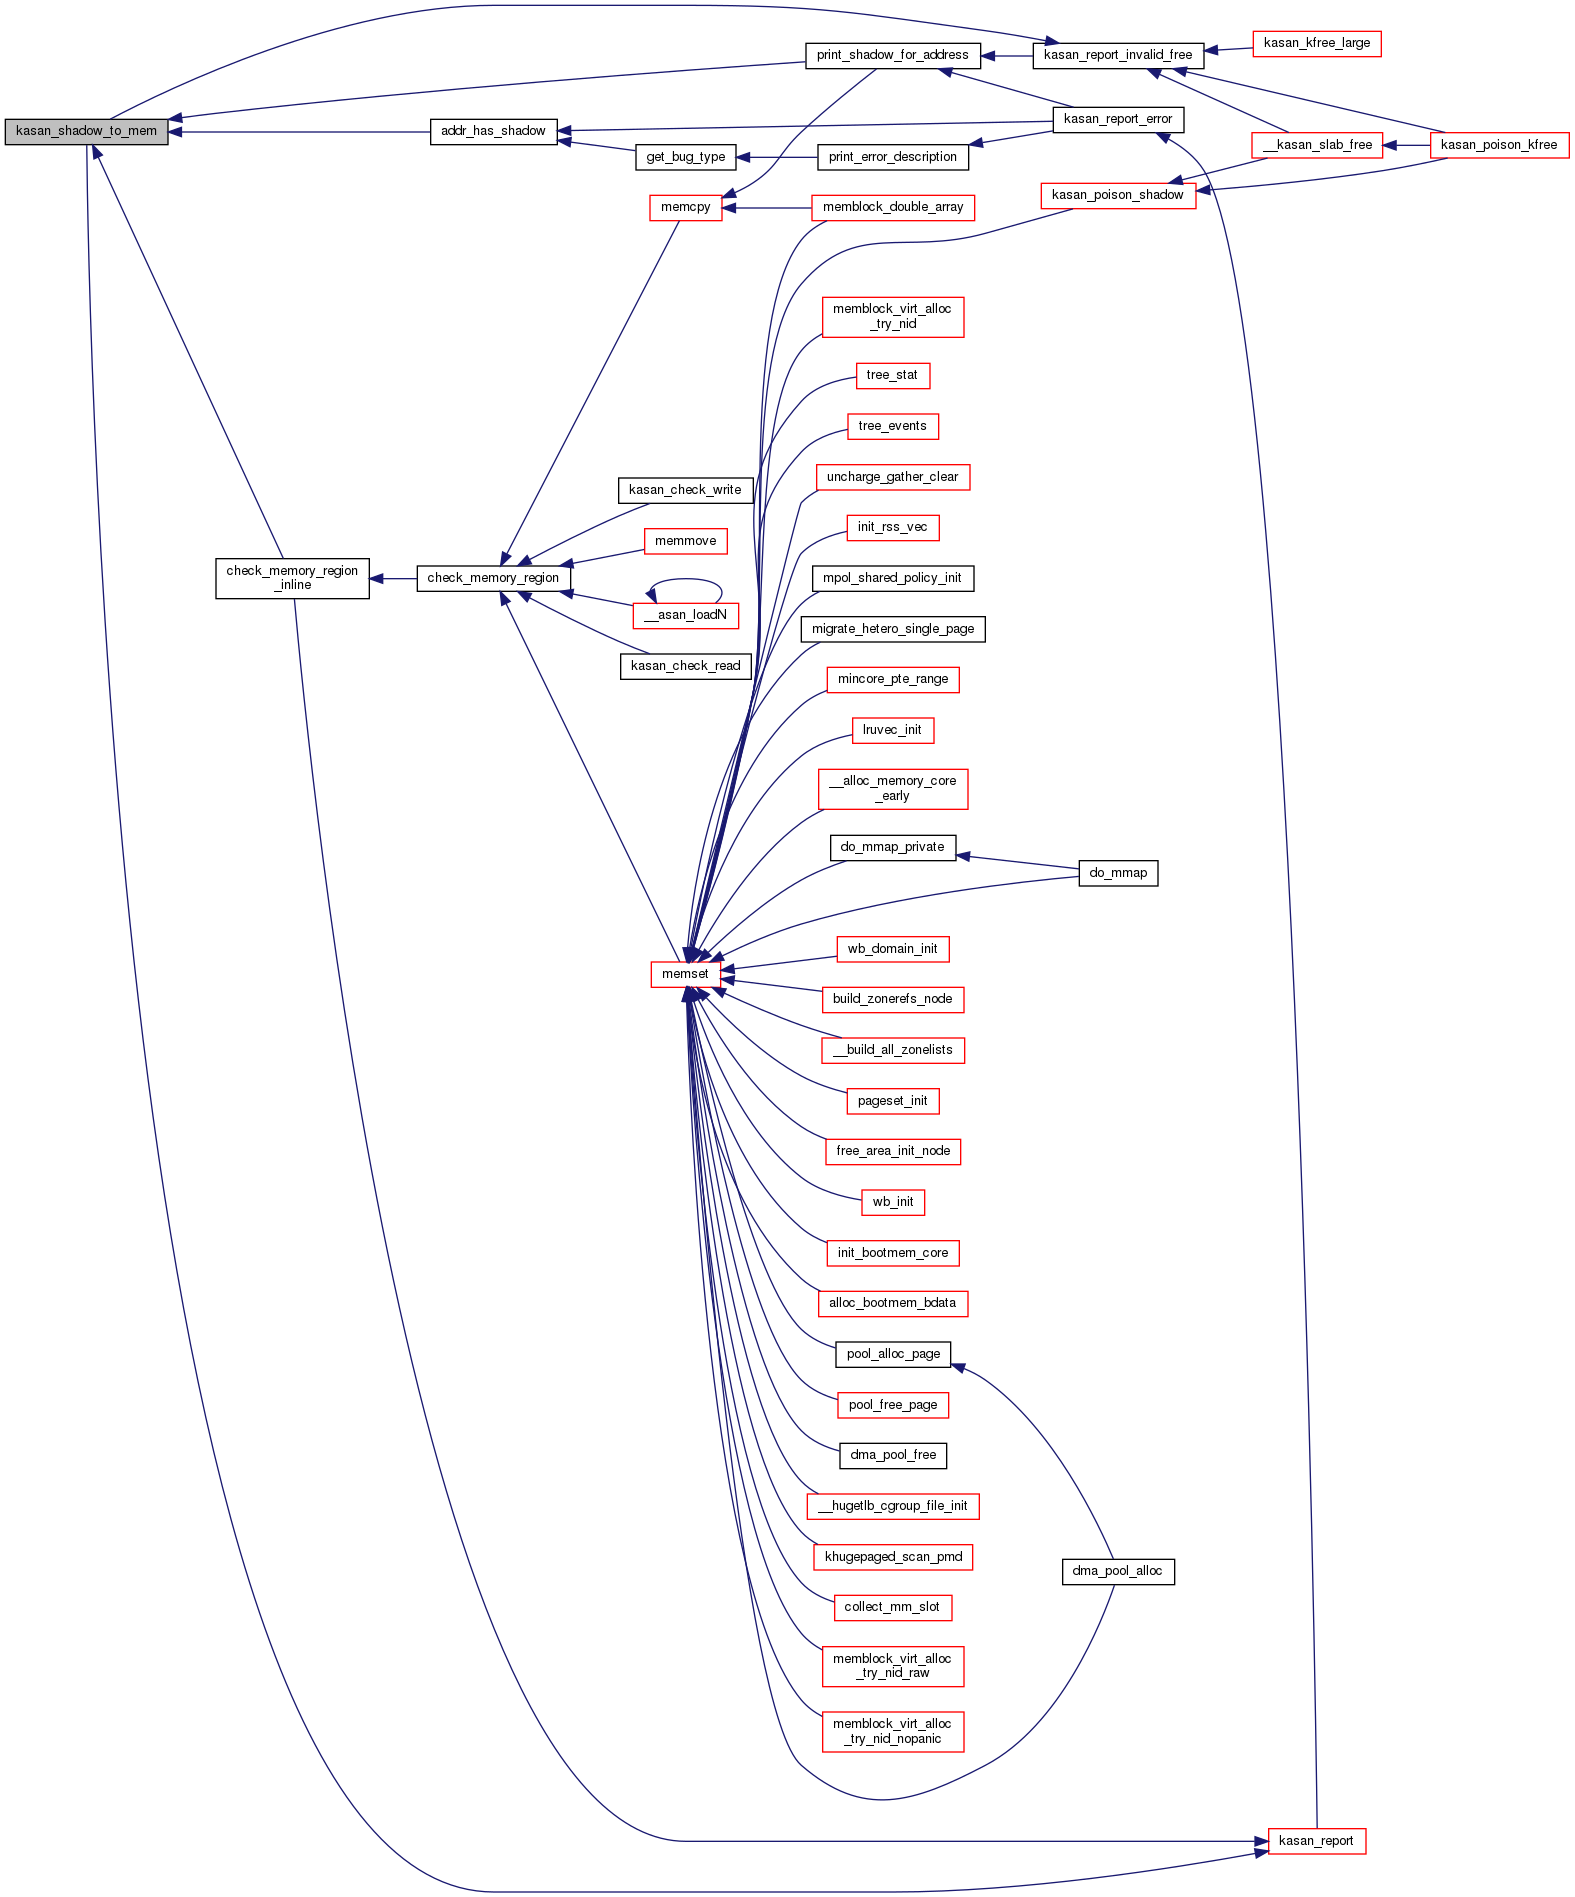 kasan_kfree_large
print_shadow_for_address
kasan_report_invalid_free
kasan_shadow_to_mem
addr_has_shadow
kasan_report_error
get_bug_type
print_error_description
__kasan_slab_free
kasan_poison_kfree
memcpy
memblock_double_array
kasan_poison_shadow
memblock_virt_alloc
_try_nid
tree_stat
tree_events
uncharge_gather_clear
kasan_check_write
init_rss_vec
memmove
check_memory_region
_inline
check_memory_region
mpol_shared_policy_init
__asan_loadN
migrate_hetero_single_page
kasan_check_read
mincore_pte_range
lruvec_init
__alloc_memory_core
_early
do_mmap_private
do_mmap
wb_domain_init
memset
build_zonerefs_node
__build_all_zonelists
pageset_init
free_area_init_node
wb_init
init_bootmem_core
alloc_bootmem_bdata
pool_alloc_page
pool_free_page
dma_pool_free
__hugetlb_cgroup_file_init
khugepaged_scan_pmd
dma_pool_alloc
collect_mm_slot
memblock_virt_alloc
_try_nid_raw
memblock_virt_alloc
_try_nid_nopanic
kasan_report